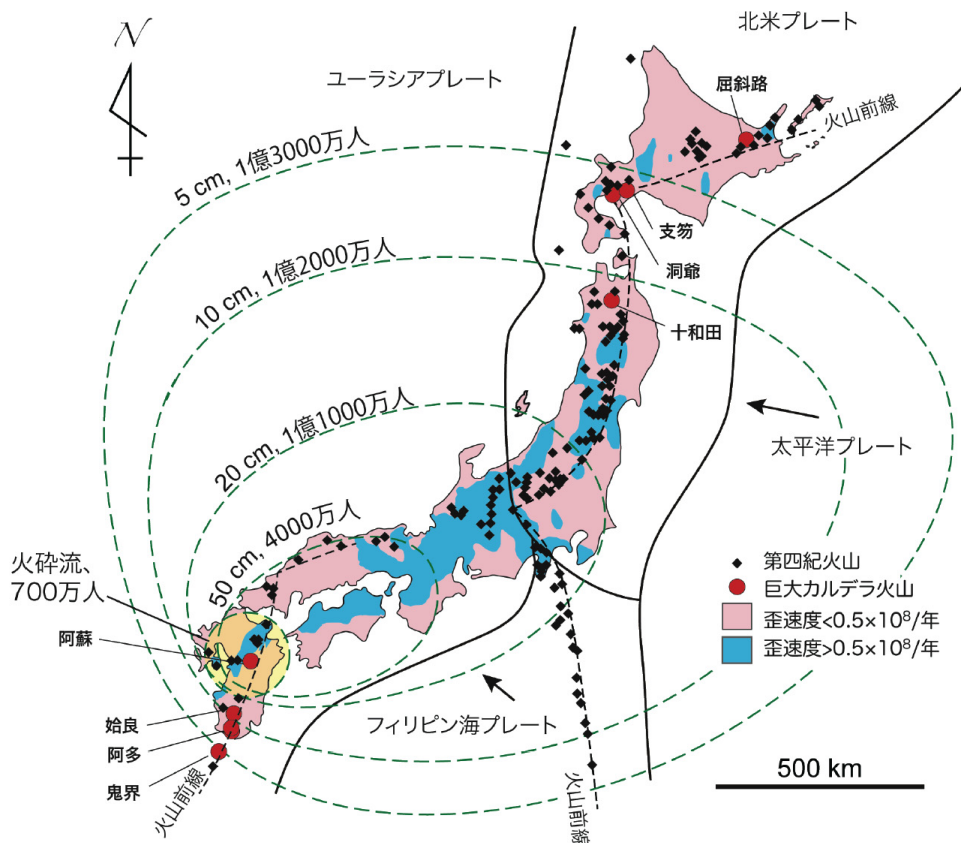 N
北米プレート
ユーラシアプレート
屈斜路
火山前線
5 cm, 1億3000万人
支笏
洞爺
10 cm, 1億2000万人
十和田
20 cm, 1億1000万人
太平洋プレート
50 cm, 4000万人
火砕流、
700万人
阿蘇
第四紀火山
巨大カルデラ火山
歪速度<0.5×10⁸/年
歪速度>0.5×10⁸/年
姶良
阿多
鬼界
火山前線
フィリピン海プレート
火山前線
500 km